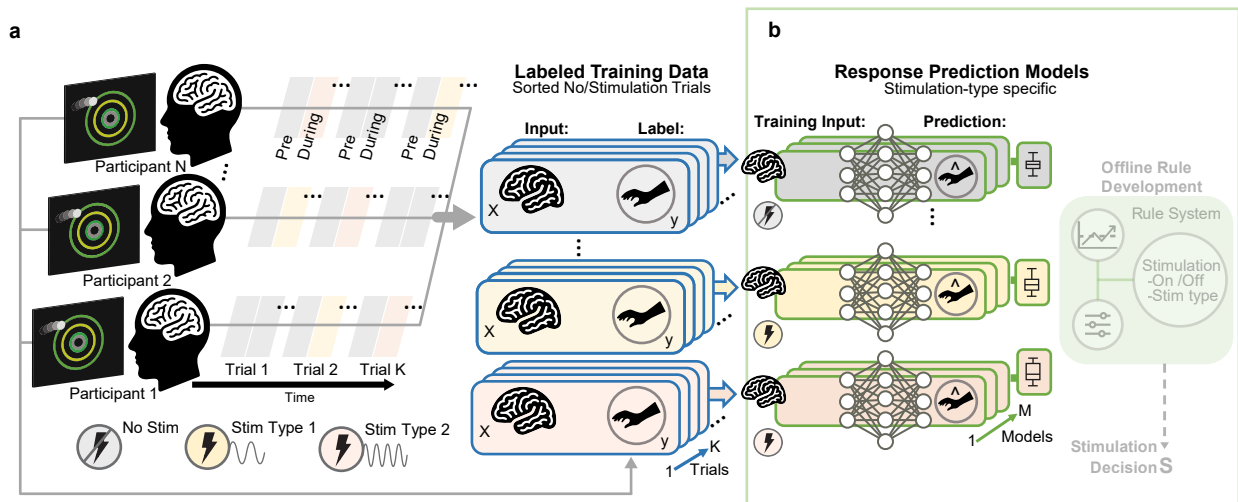 a
Participant N
Participant 2
Participant 1
Pre
During
Pre
During
Pre
During
Trial 1
Trial 2
Trial K
Time
No Stim
Stim Type 1
Stim Type 2
Labeled Training Data
Sorted No/Stimulation Trials
Input:
Label:
X
y
X
y
X
y
1
K
Trials
b
Response Prediction Models
Stimulation-type specific
Training Input:
Prediction:
^
^
^
1
M
Models
Offline Rule
Development
Rule System
Stimulation
-On /Off
-Stim type
Stimulation
Decision S